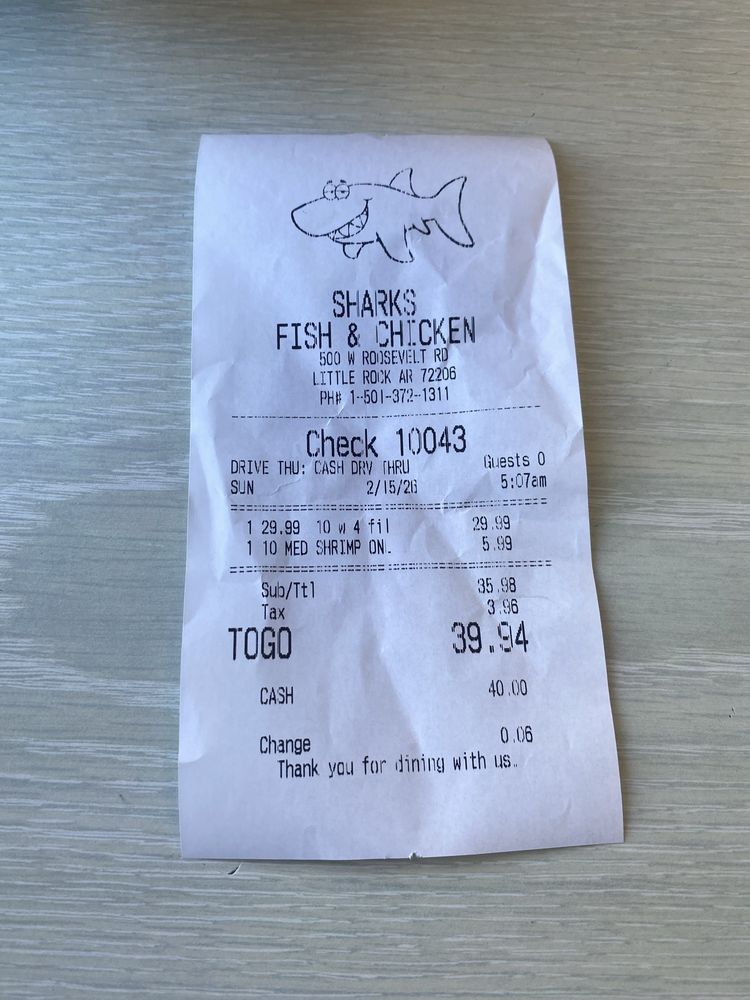 SHARKS
FISH & CHICKEN
500 W ROOSEVELT RD
LITTLE ROCK AR 72206
PH# 1-501-372-1311
Check 10043
DRIVE THU: CASH DRV THRU Guests 0
SUN 2/15/26 5:07am
1 29.99 10 w 4 fil 29.99
1 10 MED SHRIMP ONL 5.99
Sub/Ttl 35.98
Tax 3.96
TOGO 39.94
CASH 40.00
Change 0.06
Thank you for dining with us..